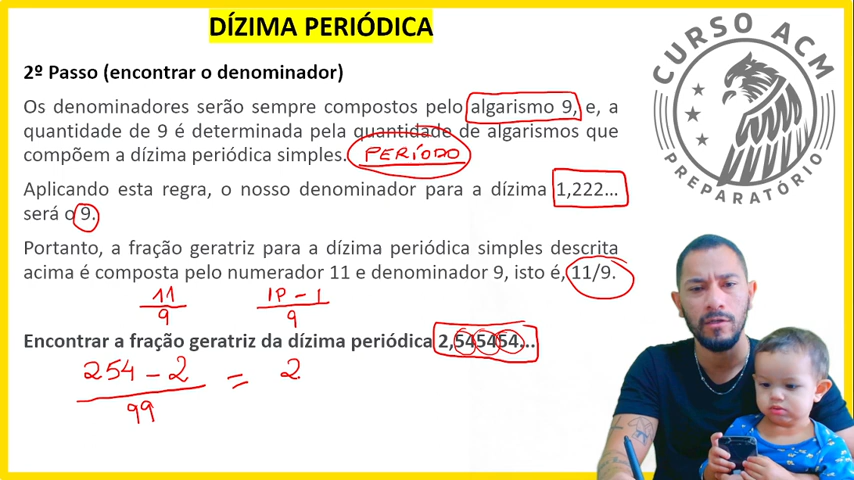 DÍZIMA PERIÓDICA
CURSO ACM
PREPARATÓRIO
2º Passo (encontrar o denominador)
Os denominadores serão sempre compostos pelo algarismo 9, e, a
quantidade de 9 é determinada pela quantidade de algarismos que
compõem a dízima periódica simples. PERÍODO
Aplicando esta regra, o nosso denominador para a dízima 1,222...
será o 9.
Portanto, a fração geratriz para a dízima periódica simples descrita
acima é composta pelo numerador 11 e denominador 9, isto é, 11/9.
11 IP - I
9 9
Encontrar a fração geratriz da dízima periódica 2,545454...
254 - 2 = 2
99